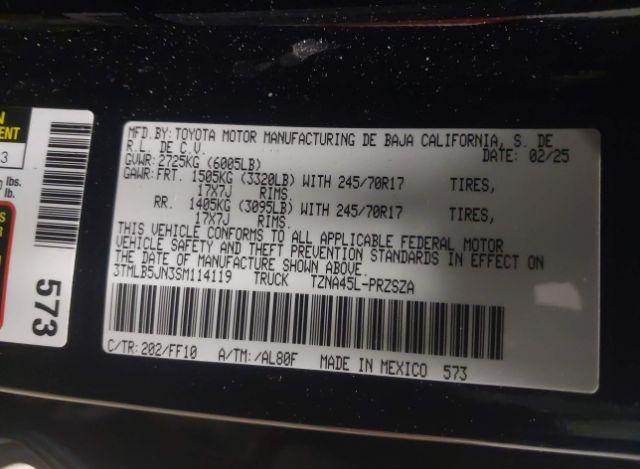 MFD.BY: TOYOTA MOTOR MANUFACTURING DE BAJA CALIFORNIA, S. DE
R.L. DE C.V. DATE: 02/25
GVWR: 2725KG (6005LB)
GAWR: FRT. 1505KG (3320LB) WITH 245/70R17 TIRES,
17X7J RIMS.
RR. 1405KG (3095LB) WITH 245/70R17 TIRES,
17X7J RIMS.
THIS VEHICLE CONFORMS TO ALL APPLICABLE FEDERAL MOTOR
VEHICLE SAFETY AND THEFT PREVENTION STANDARDS IN EFFECT ON
THE DATE OF MANUFACTURE SHOWN ABOVE.
3TMLB5JN3SM114119 TRUCK TZNA45L-PRZSZA
C/TR: 202/FF10 A/TM: /AL80F MADE IN MEXICO 573
lbs.
lb.
573